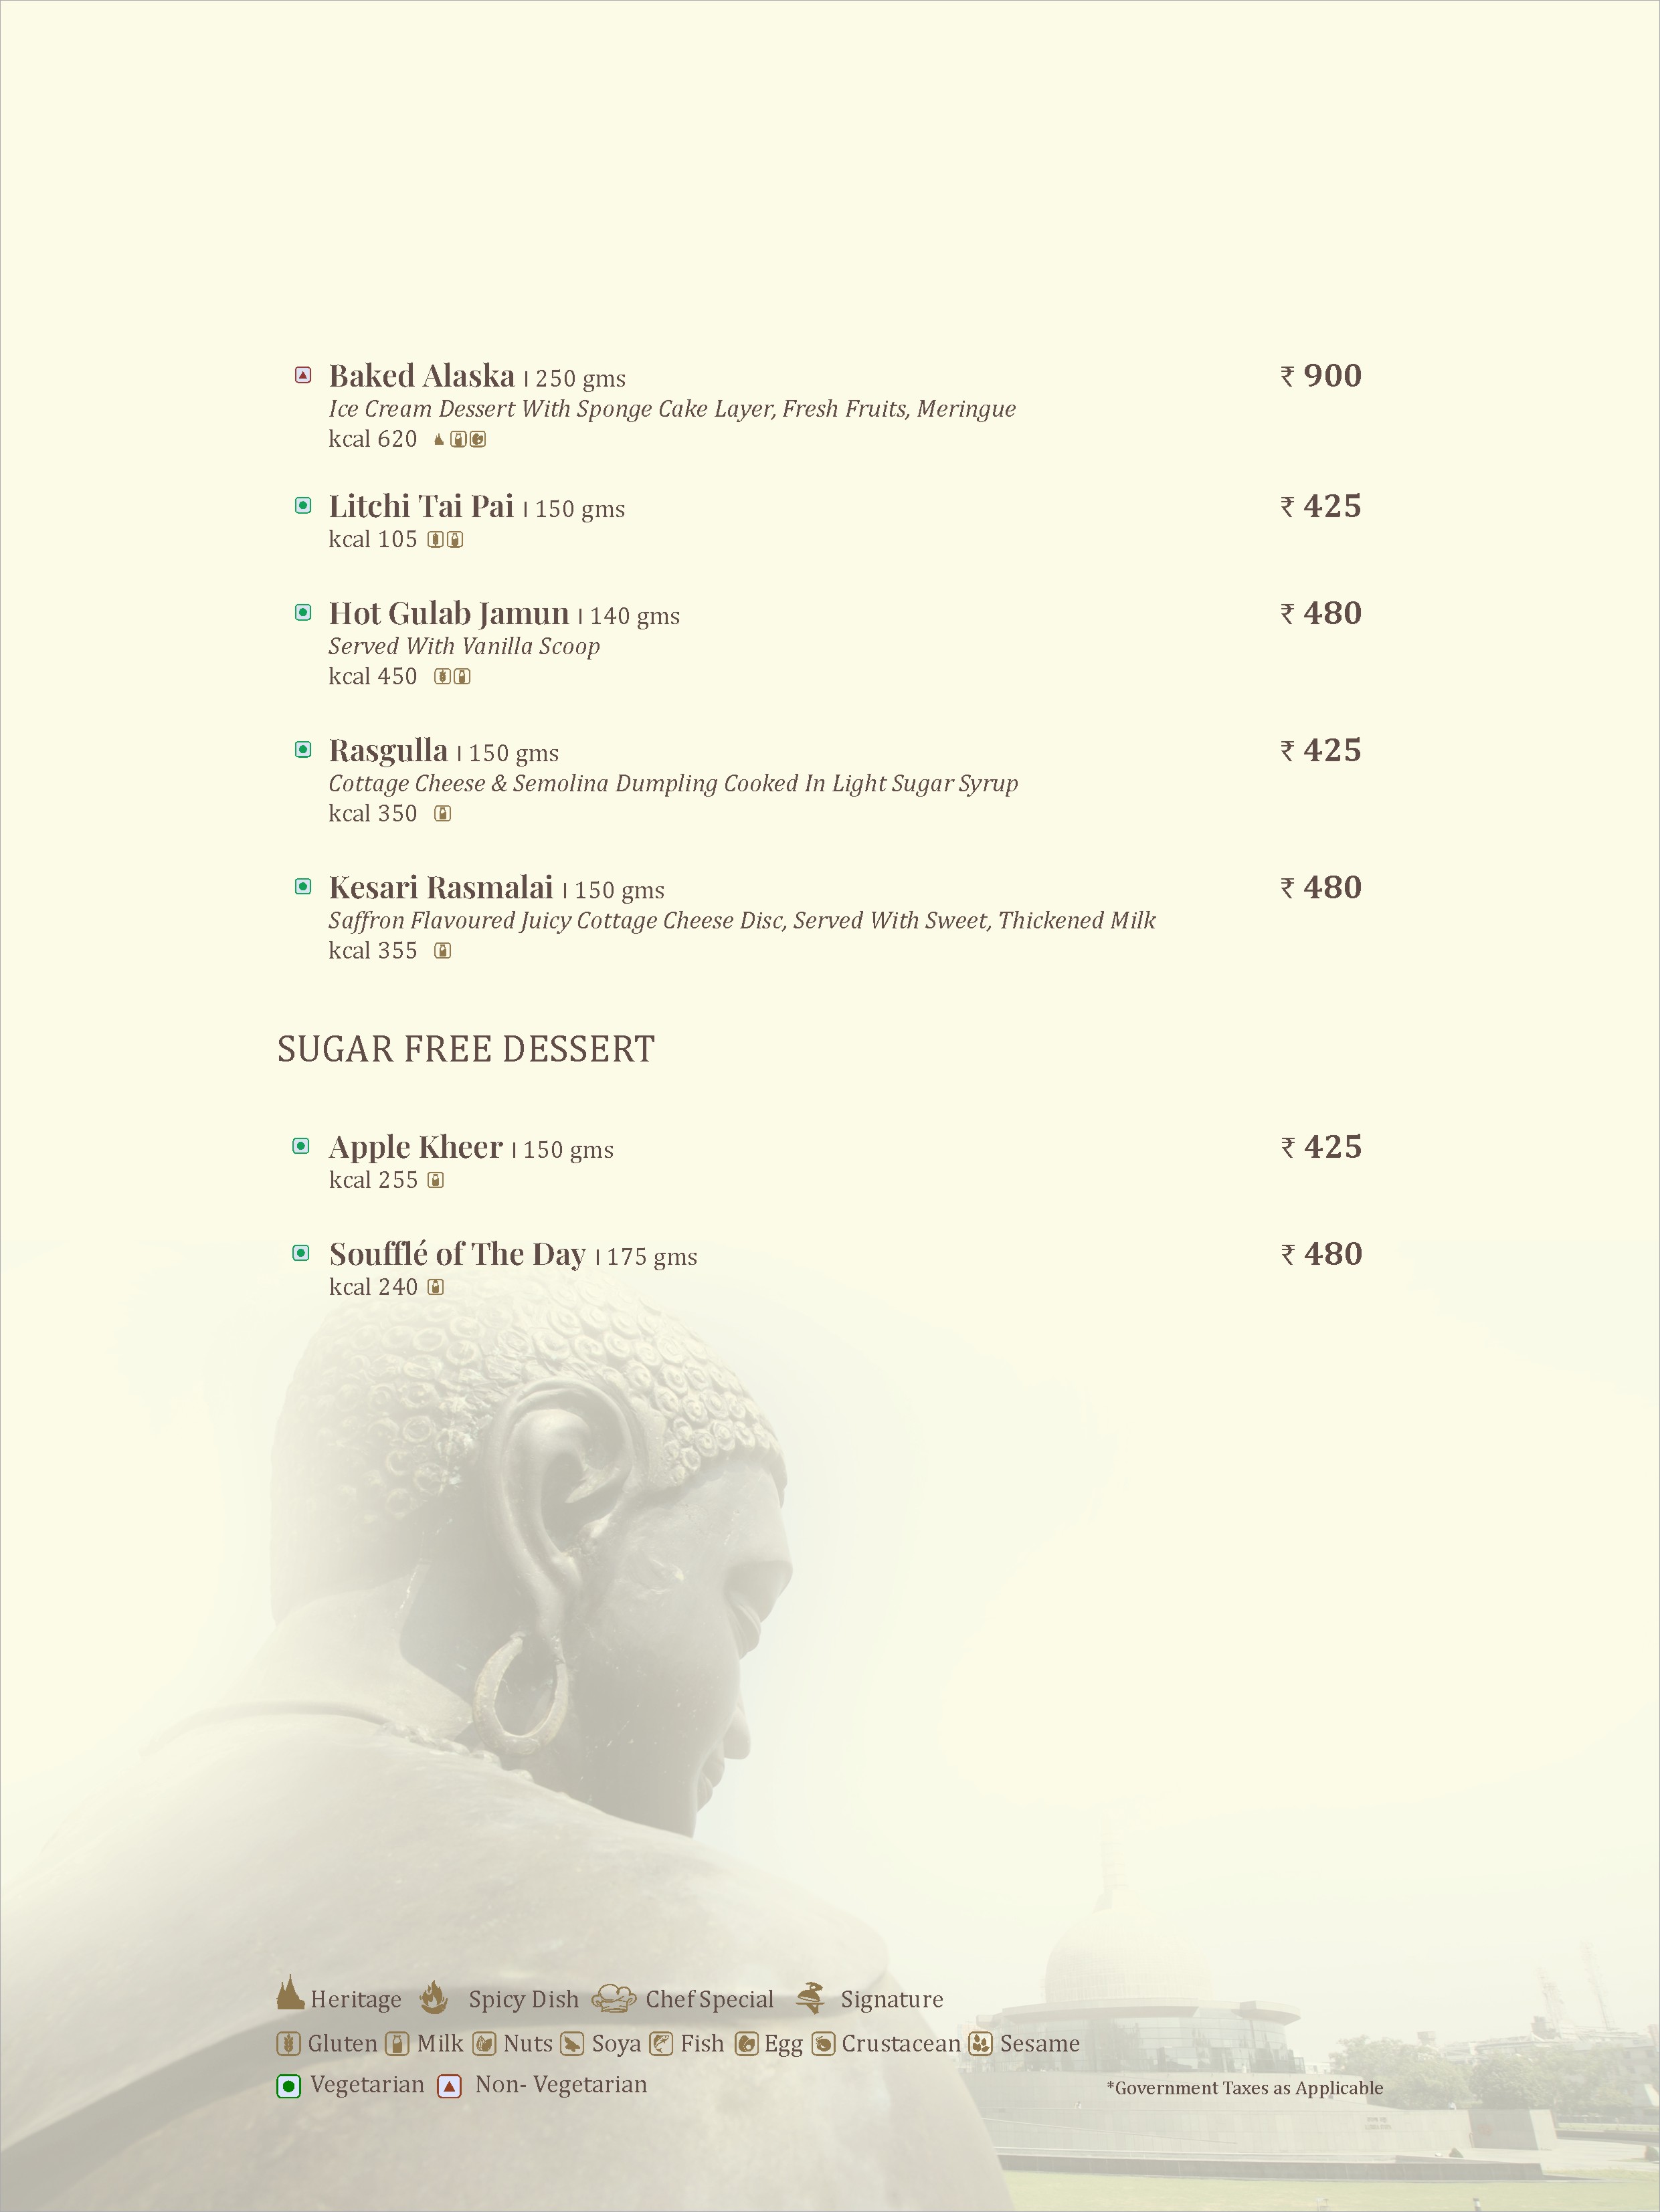 Baked Alaska I 250 gms ₹ 900
Ice Cream Dessert With Sponge Cake Layer, Fresh Fruits, Meringue
kcal 620
Litchi Tai Pai I 150 gms ₹ 425
kcal 105
Hot Gulab Jamun I 140 gms ₹ 480
Served With Vanilla Scoop
kcal 450
Rasgulla I 150 gms ₹ 425
Cottage Cheese & Semolina Dumpling Cooked In Light Sugar Syrup
kcal 350
Kesari Rasmalai I 150 gms ₹ 480
Saffron Flavoured Juicy Cottage Cheese Disc, Served With Sweet, Thickened Milk
kcal 355
SUGAR FREE DESSERT
Apple Kheer I 150 gms ₹ 425
kcal 255
Soufflé of The Day I 175 gms ₹ 480
kcal 240
Heritage Spicy Dish Chef Special Signature
Gluten Milk Nuts Soya Fish Egg Crustacean Sesame
Vegetarian Non- Vegetarian
*Government Taxes as Applicable